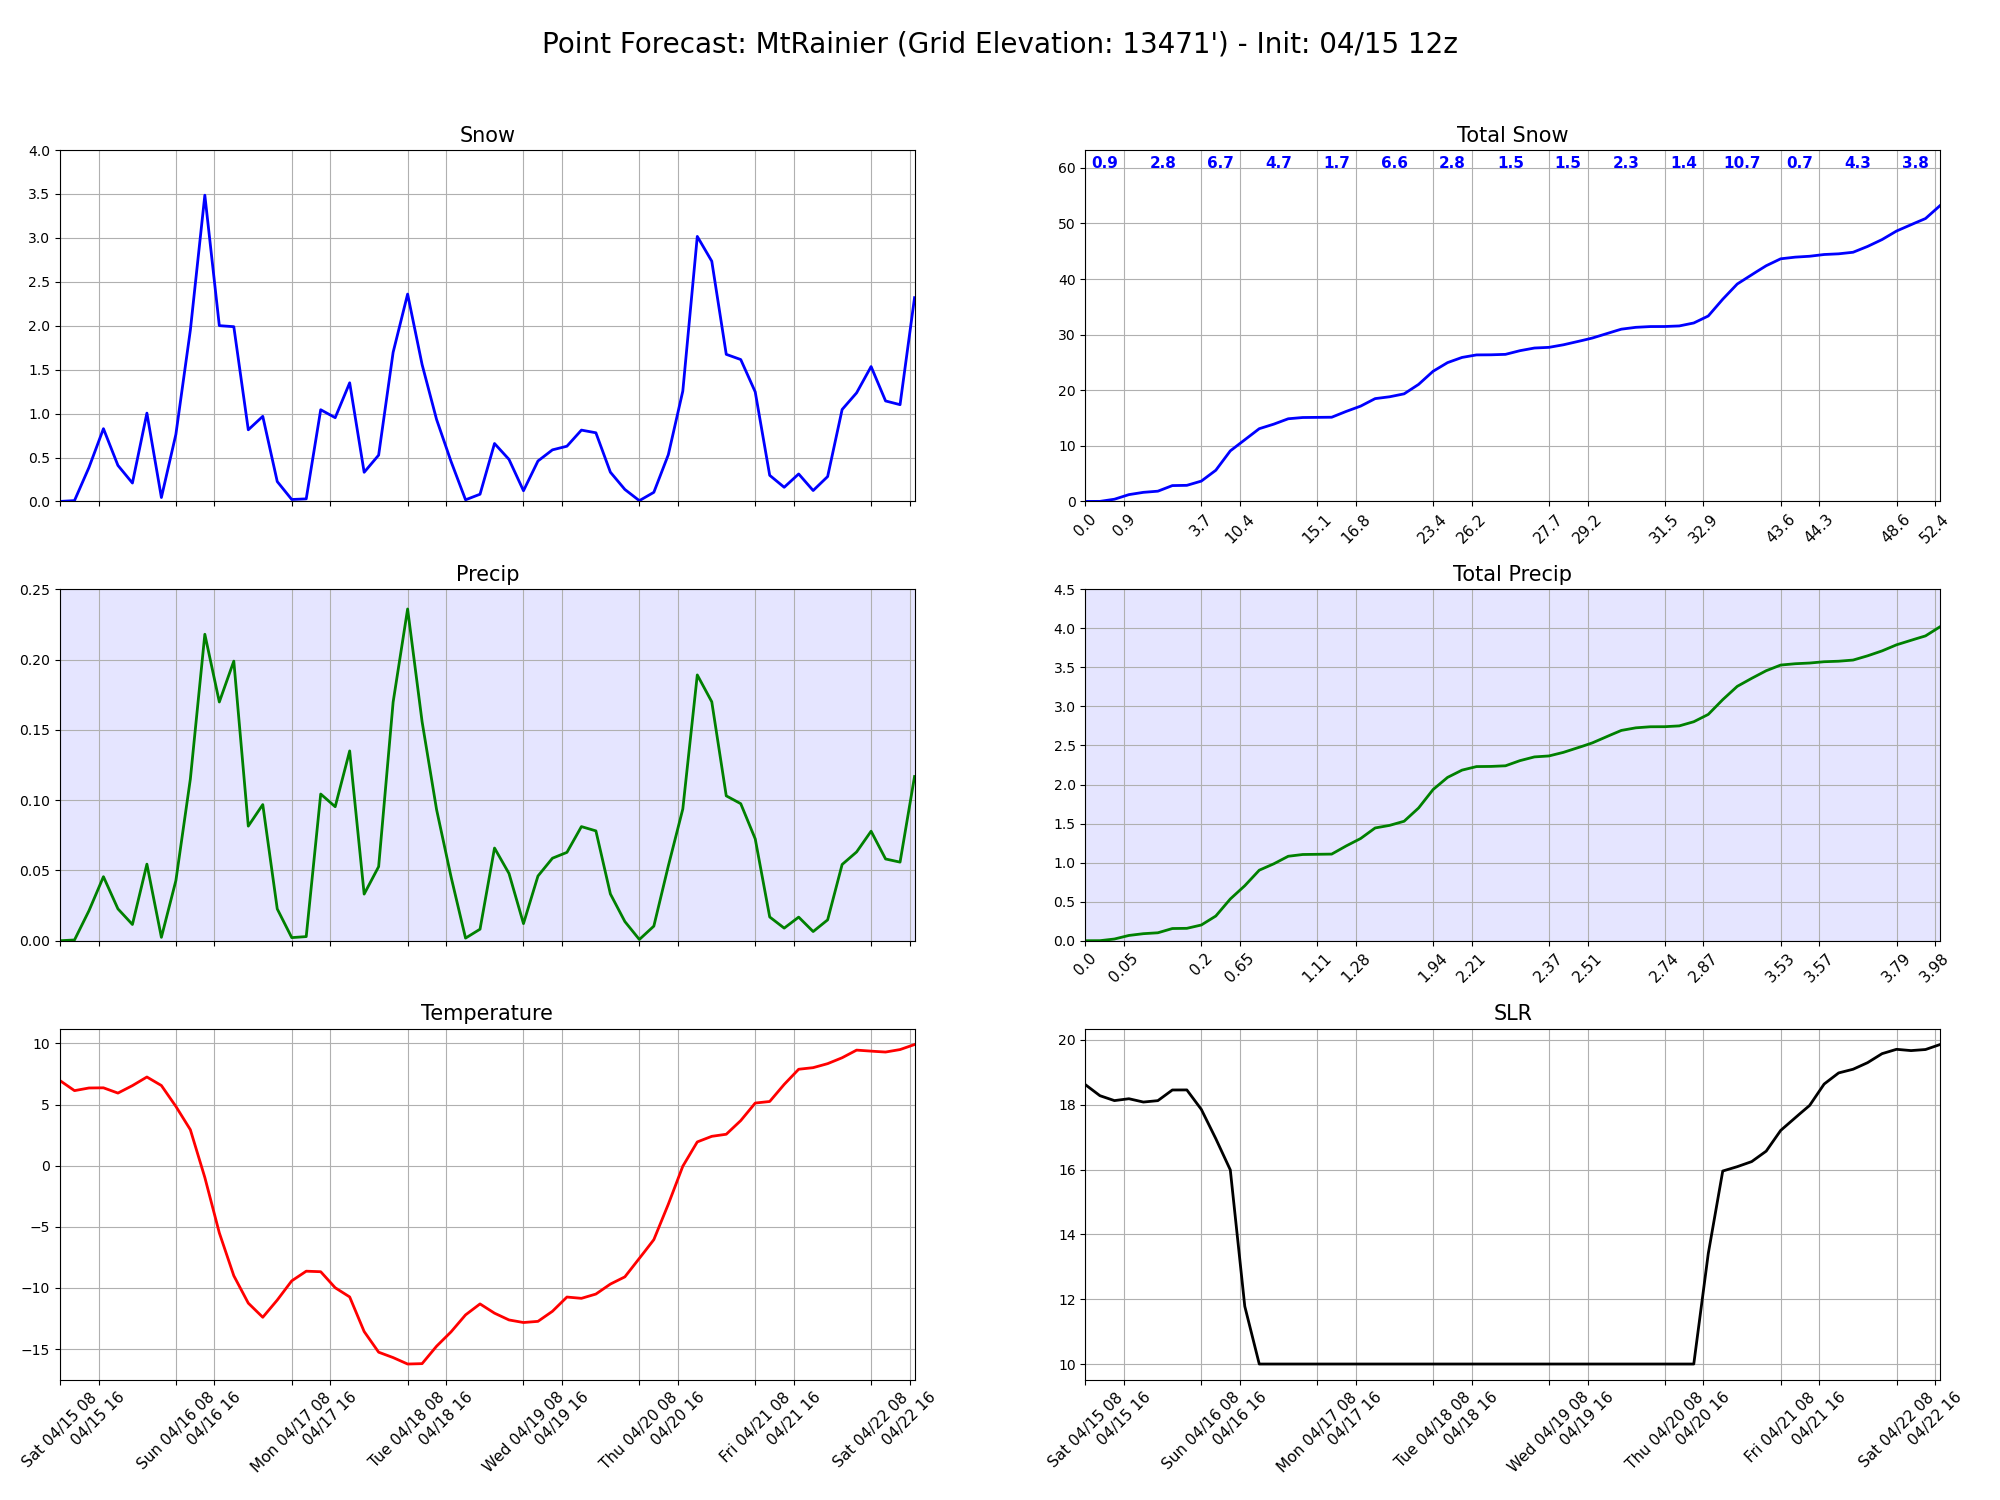 Point Forecast: MtRainier (Grid Elevation: 13471') - Init: 04/15 12z
Snow
4.0
3.5
3.0
2.5
2.0
1.5
1.0
0.5
0.0
Total Snow
0.9 2.8 6.7 4.7 1.7 6.6 2.8 1.5 1.5 2.3 1.4 10.7 0.7 4.3 3.8
60
50
40
30
20
10
0
0.0 0.9 3.7 10.4 15.1 16.8 23.4 26.2 27.7 29.2 31.5 32.9 43.6 44.3 48.6 52.4
Precip
0.25
0.20
0.15
0.10
0.05
0.00
Total Precip
4.5
4.0
3.5
3.0
2.5
2.0
1.5
1.0
0.5
0.0
0.0 0.05 0.2 0.65 1.11 1.28 1.94 2.21 2.37 2.51 2.74 2.87 3.53 3.57 3.79 3.98
Temperature
10
5
0
−5
−10
−15
Sat 04/15 08
04/15 16
Sun 04/16 08
04/16 16
Mon 04/17 08
04/17 16
Tue 04/18 08
04/18 16
Wed 04/19 08
04/19 16
Thu 04/20 08
04/20 16
Fri 04/21 08
04/21 16
Sat 04/22 08
04/22 16
SLR
20
18
16
14
12
10
Sat 04/15 08
04/15 16
Sun 04/16 08
04/16 16
Mon 04/17 08
04/17 16
Tue 04/18 08
04/18 16
Wed 04/19 08
04/19 16
Thu 04/20 08
04/20 16
Fri 04/21 08
04/21 16
Sat 04/22 08
04/22 16